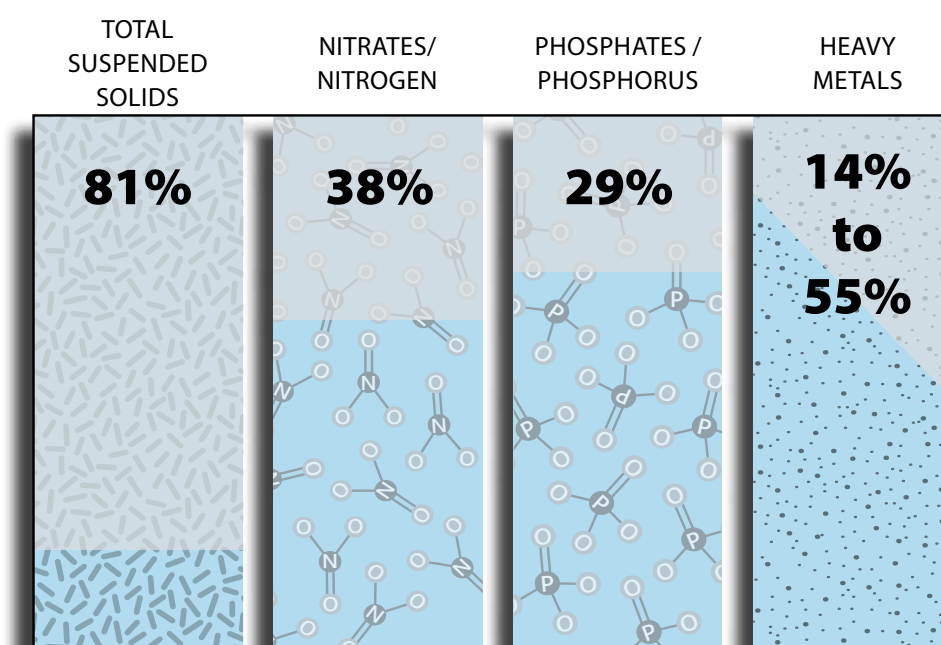 TOTAL
SUSPENDED
SOLIDS
NITRATES/
NITROGEN
PHOSPHATES /
PHOSPHORUS
HEAVY
METALS
81%
38%
29%
14%
to
55%